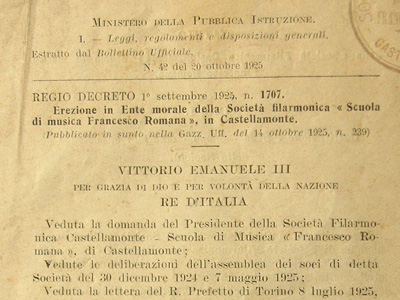 MINISTERO DELLA PUBBLICA ISTRUZIONE.
I. — Leggi, regolamenti e disposizioni generali.
Estratto dal Bollettino Ufficiale.
N. 42 del 20 ottobre 1925
REGIO DECRETO 1º settembre 1925, n. 1707.
Erezione in Ente morale della Società filarmonica « Scuola
di musica Francesco Romana », in Castellamonte.
(Pubblicato in sunto nella Gazz. Uff. del 14 ottobre 1925, n. 239)
VITTORIO EMANUELE III
PER GRAZIA DI DIO E PER VOLONTÀ DELLA NAZIONE
RE D'ITALIA
Veduta la domanda del Presidente della Società Filarmo-
nica Castellamonte - Scuola di Musica « Francesco Ro-
mana », di Castellamonte;
Vedute le deliberazioni dell'assemblea dei soci di detta
Società del 30 dicembre 1924 e 7 maggio 1925;
Veduta la lettera del R. Prefetto di Torino 8 luglio 1925,